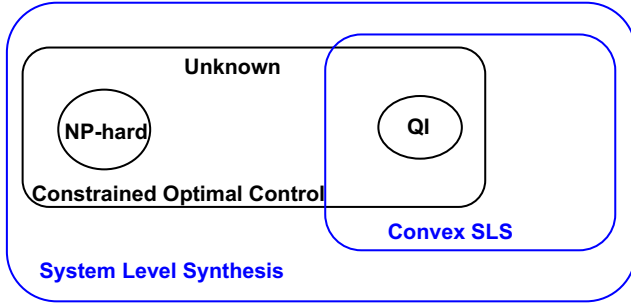 Unknown
NP-hard
QI
Constrained Optimal Control
Convex SLS
System Level Synthesis